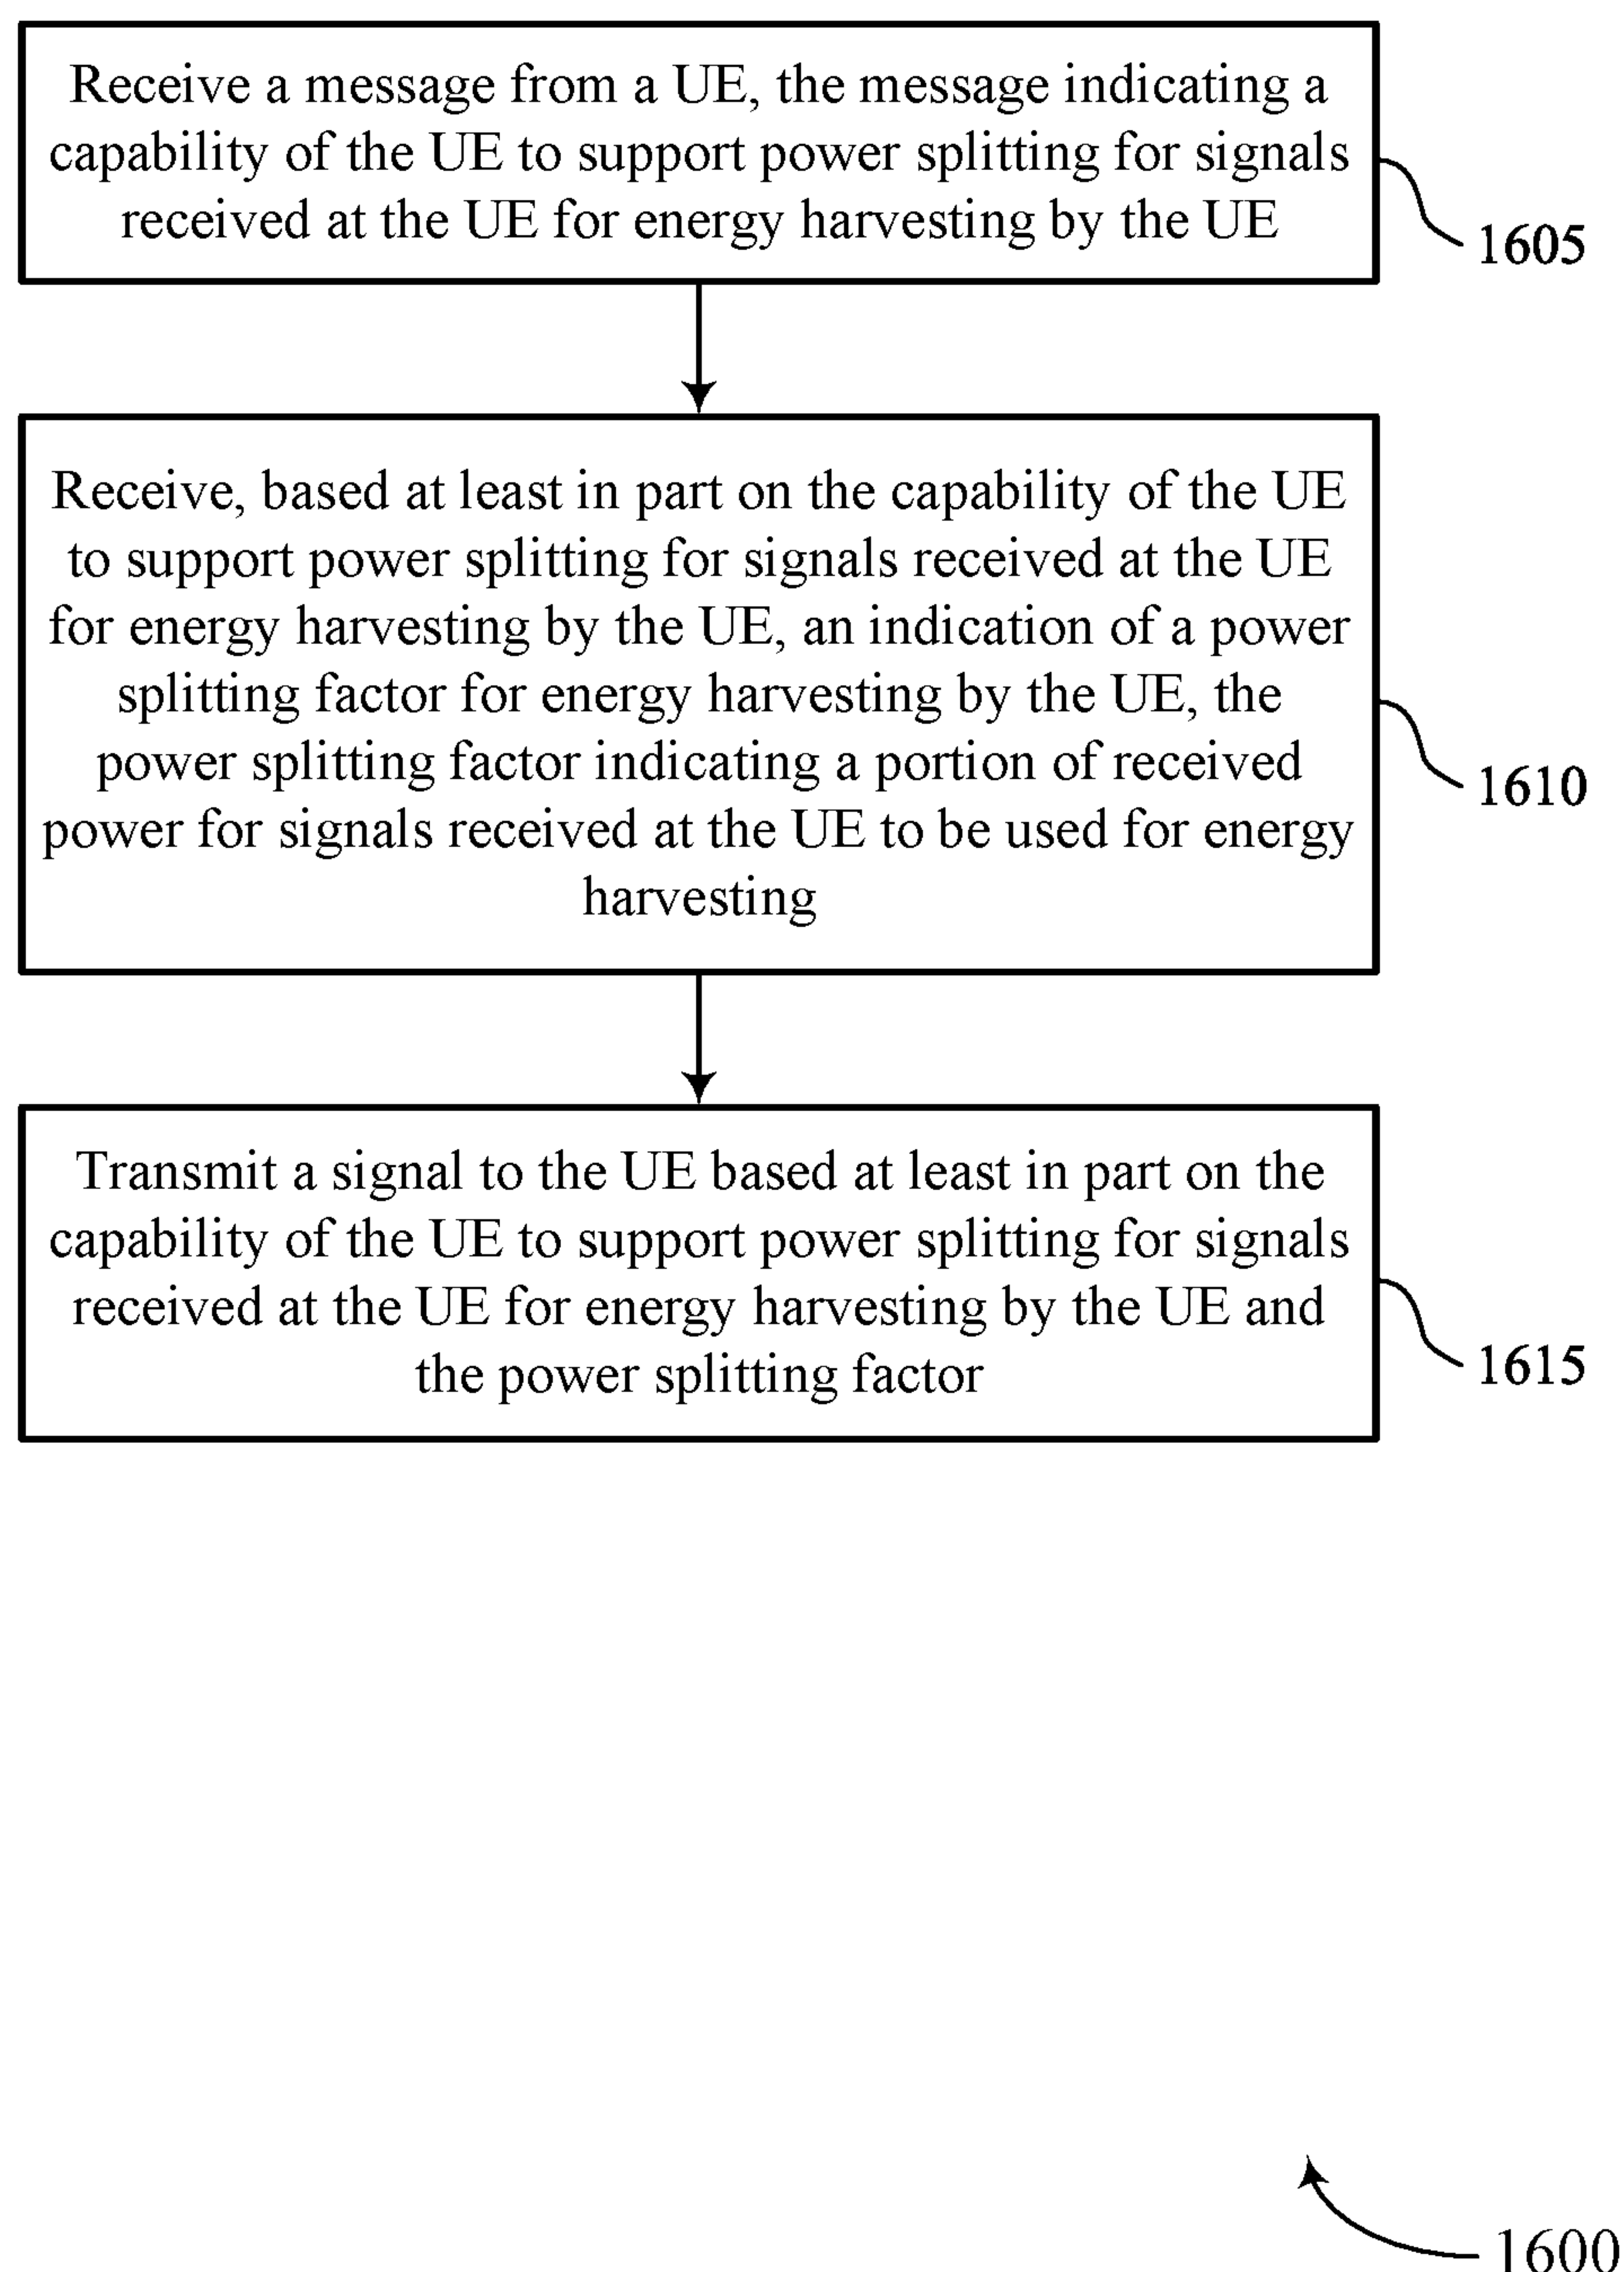 Receive a message from a UE, the message indicating a
capability of the UE to support power splitting for signals
received at the UE for energy harvesting by the UE
1605
Receive, based at least in part on the capability of the UE
to support power splitting for signals received at the UE
for energy harvesting by the UE, an indication of a power
splitting factor for energy harvesting by the UE, the
power splitting factor indicating a portion of received
power for signals received at the UE to be used for energy
harvesting
1610
Transmit a signal to the UE based at least in part on the
capability of the UE to support power splitting for signals
received at the UE for energy harvesting by the UE and
the power splitting factor
1615
1600